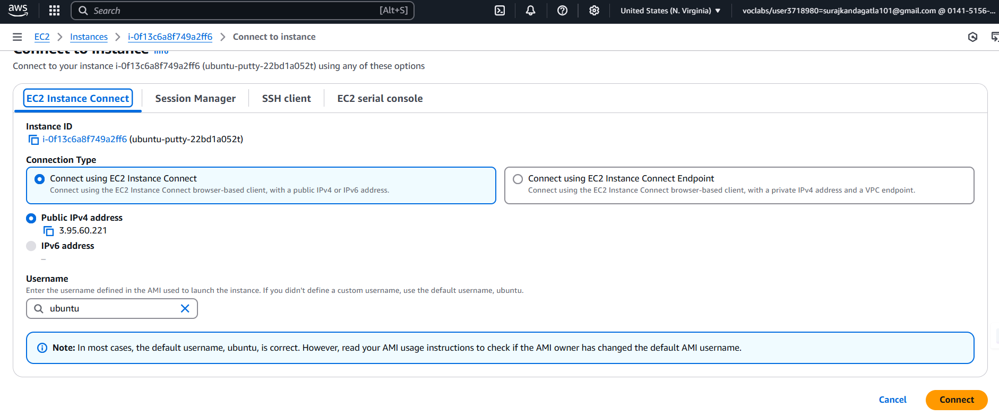 aws
Search [Alt+S]
United States (N. Virginia) ▼
voclabs/user3718980=surajkandagatla101@gmail.com @ 0141-5156-...
EC2 > Instances > i-0f13c6a8f749a2ff6 > Connect to instance
Connect to instance Info
Connect to your instance i-0f13c6a8f749a2ff6 (ubuntu-putty-22bd1a052t) using any of these options
EC2 Instance Connect
Session Manager
SSH client
EC2 serial console
Instance ID
i-0f13c6a8f749a2ff6 (ubuntu-putty-22bd1a052t)
Connection Type
Connect using EC2 Instance Connect
Connect using the EC2 Instance Connect browser-based client, with a public IPv4 or IPv6 address.
Connect using EC2 Instance Connect Endpoint
Connect using the EC2 Instance Connect browser-based client, with a private IPv4 address and a VPC endpoint.
Public IPv4 address
3.95.60.221
IPv6 address
–
Username
Enter the username defined in the AMI used to launch the instance. If you didn't define a custom username, use the default username, ubuntu.
ubuntu
Note: In most cases, the default username, ubuntu, is correct. However, read your AMI usage instructions to check if the AMI owner has changed the default AMI username.
Cancel
Connect